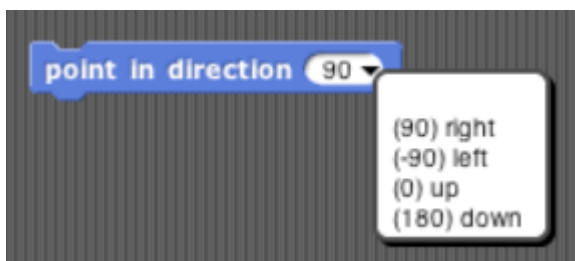 point in direction 90
(90) right
(-90) left
(0) up
(180) down